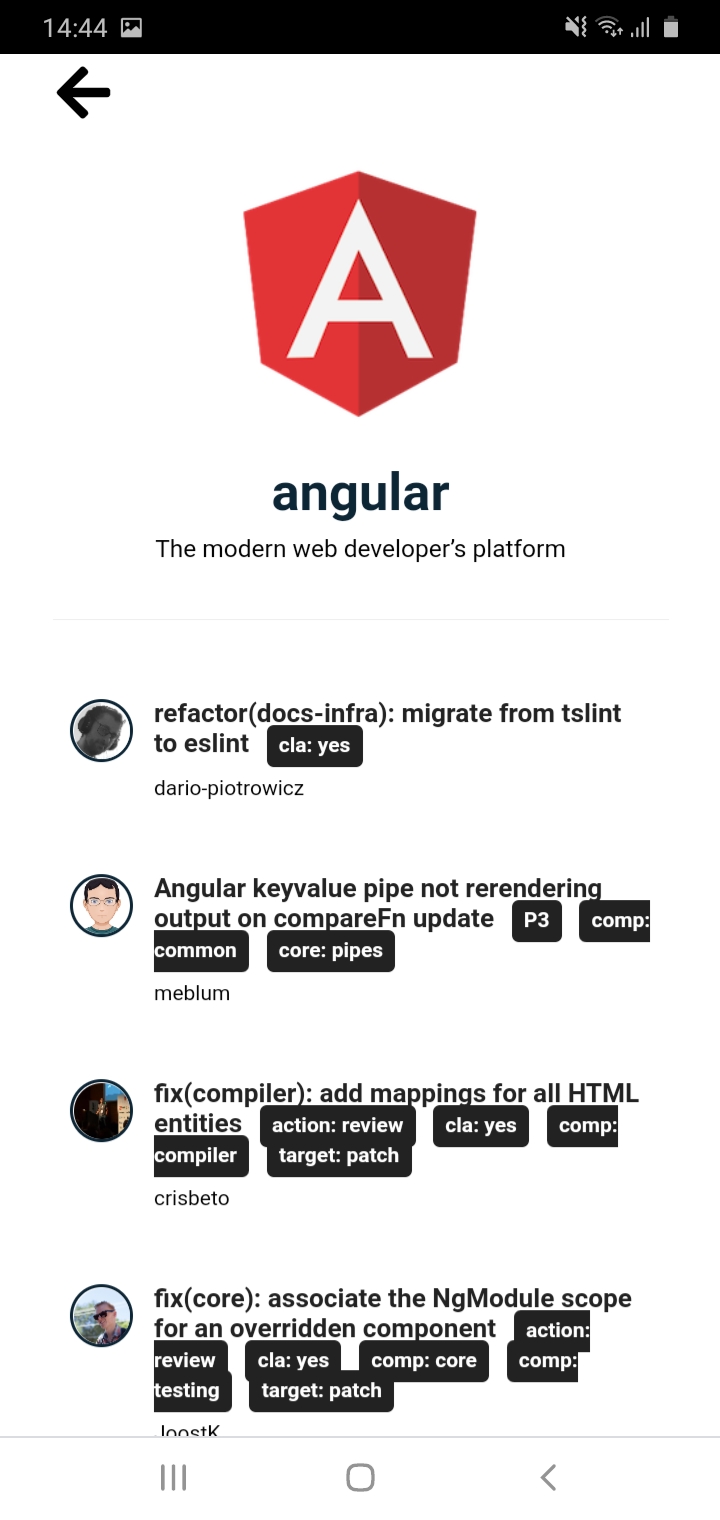 14:44
A
angular
The modern web developer’s platform
refactor(docs-infra): migrate from tslint
to eslint cla: yes
dario-piotrowicz
Angular keyvalue pipe not rerendering
output on compareFn update P3 comp:
common core: pipes
meblum
fix(compiler): add mappings for all HTML
entities action: review cla: yes comp:
compiler target: patch
crisbeto
fix(core): associate the NgModule scope
for an overridden component action:
review cla: yes comp: core comp:
testing target: patch
JoostK